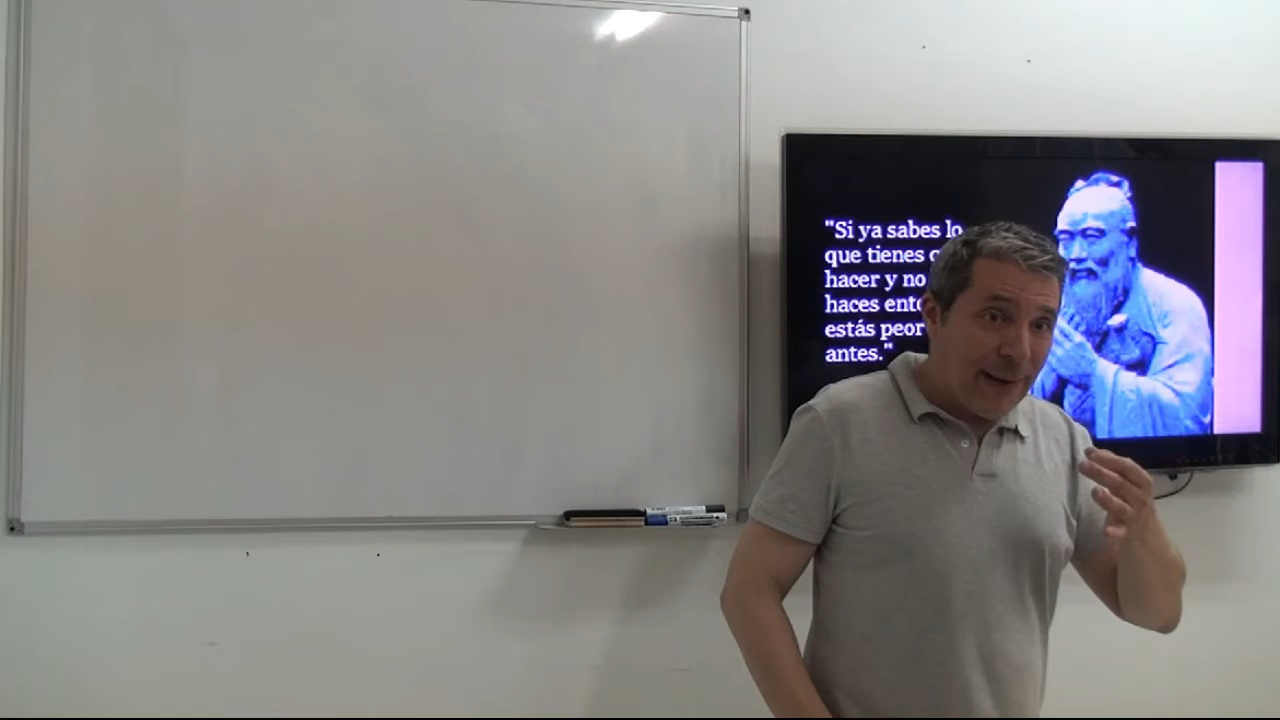 "Si ya sabes lo
que tienes
hacer y no
haces
estás peor
antes."